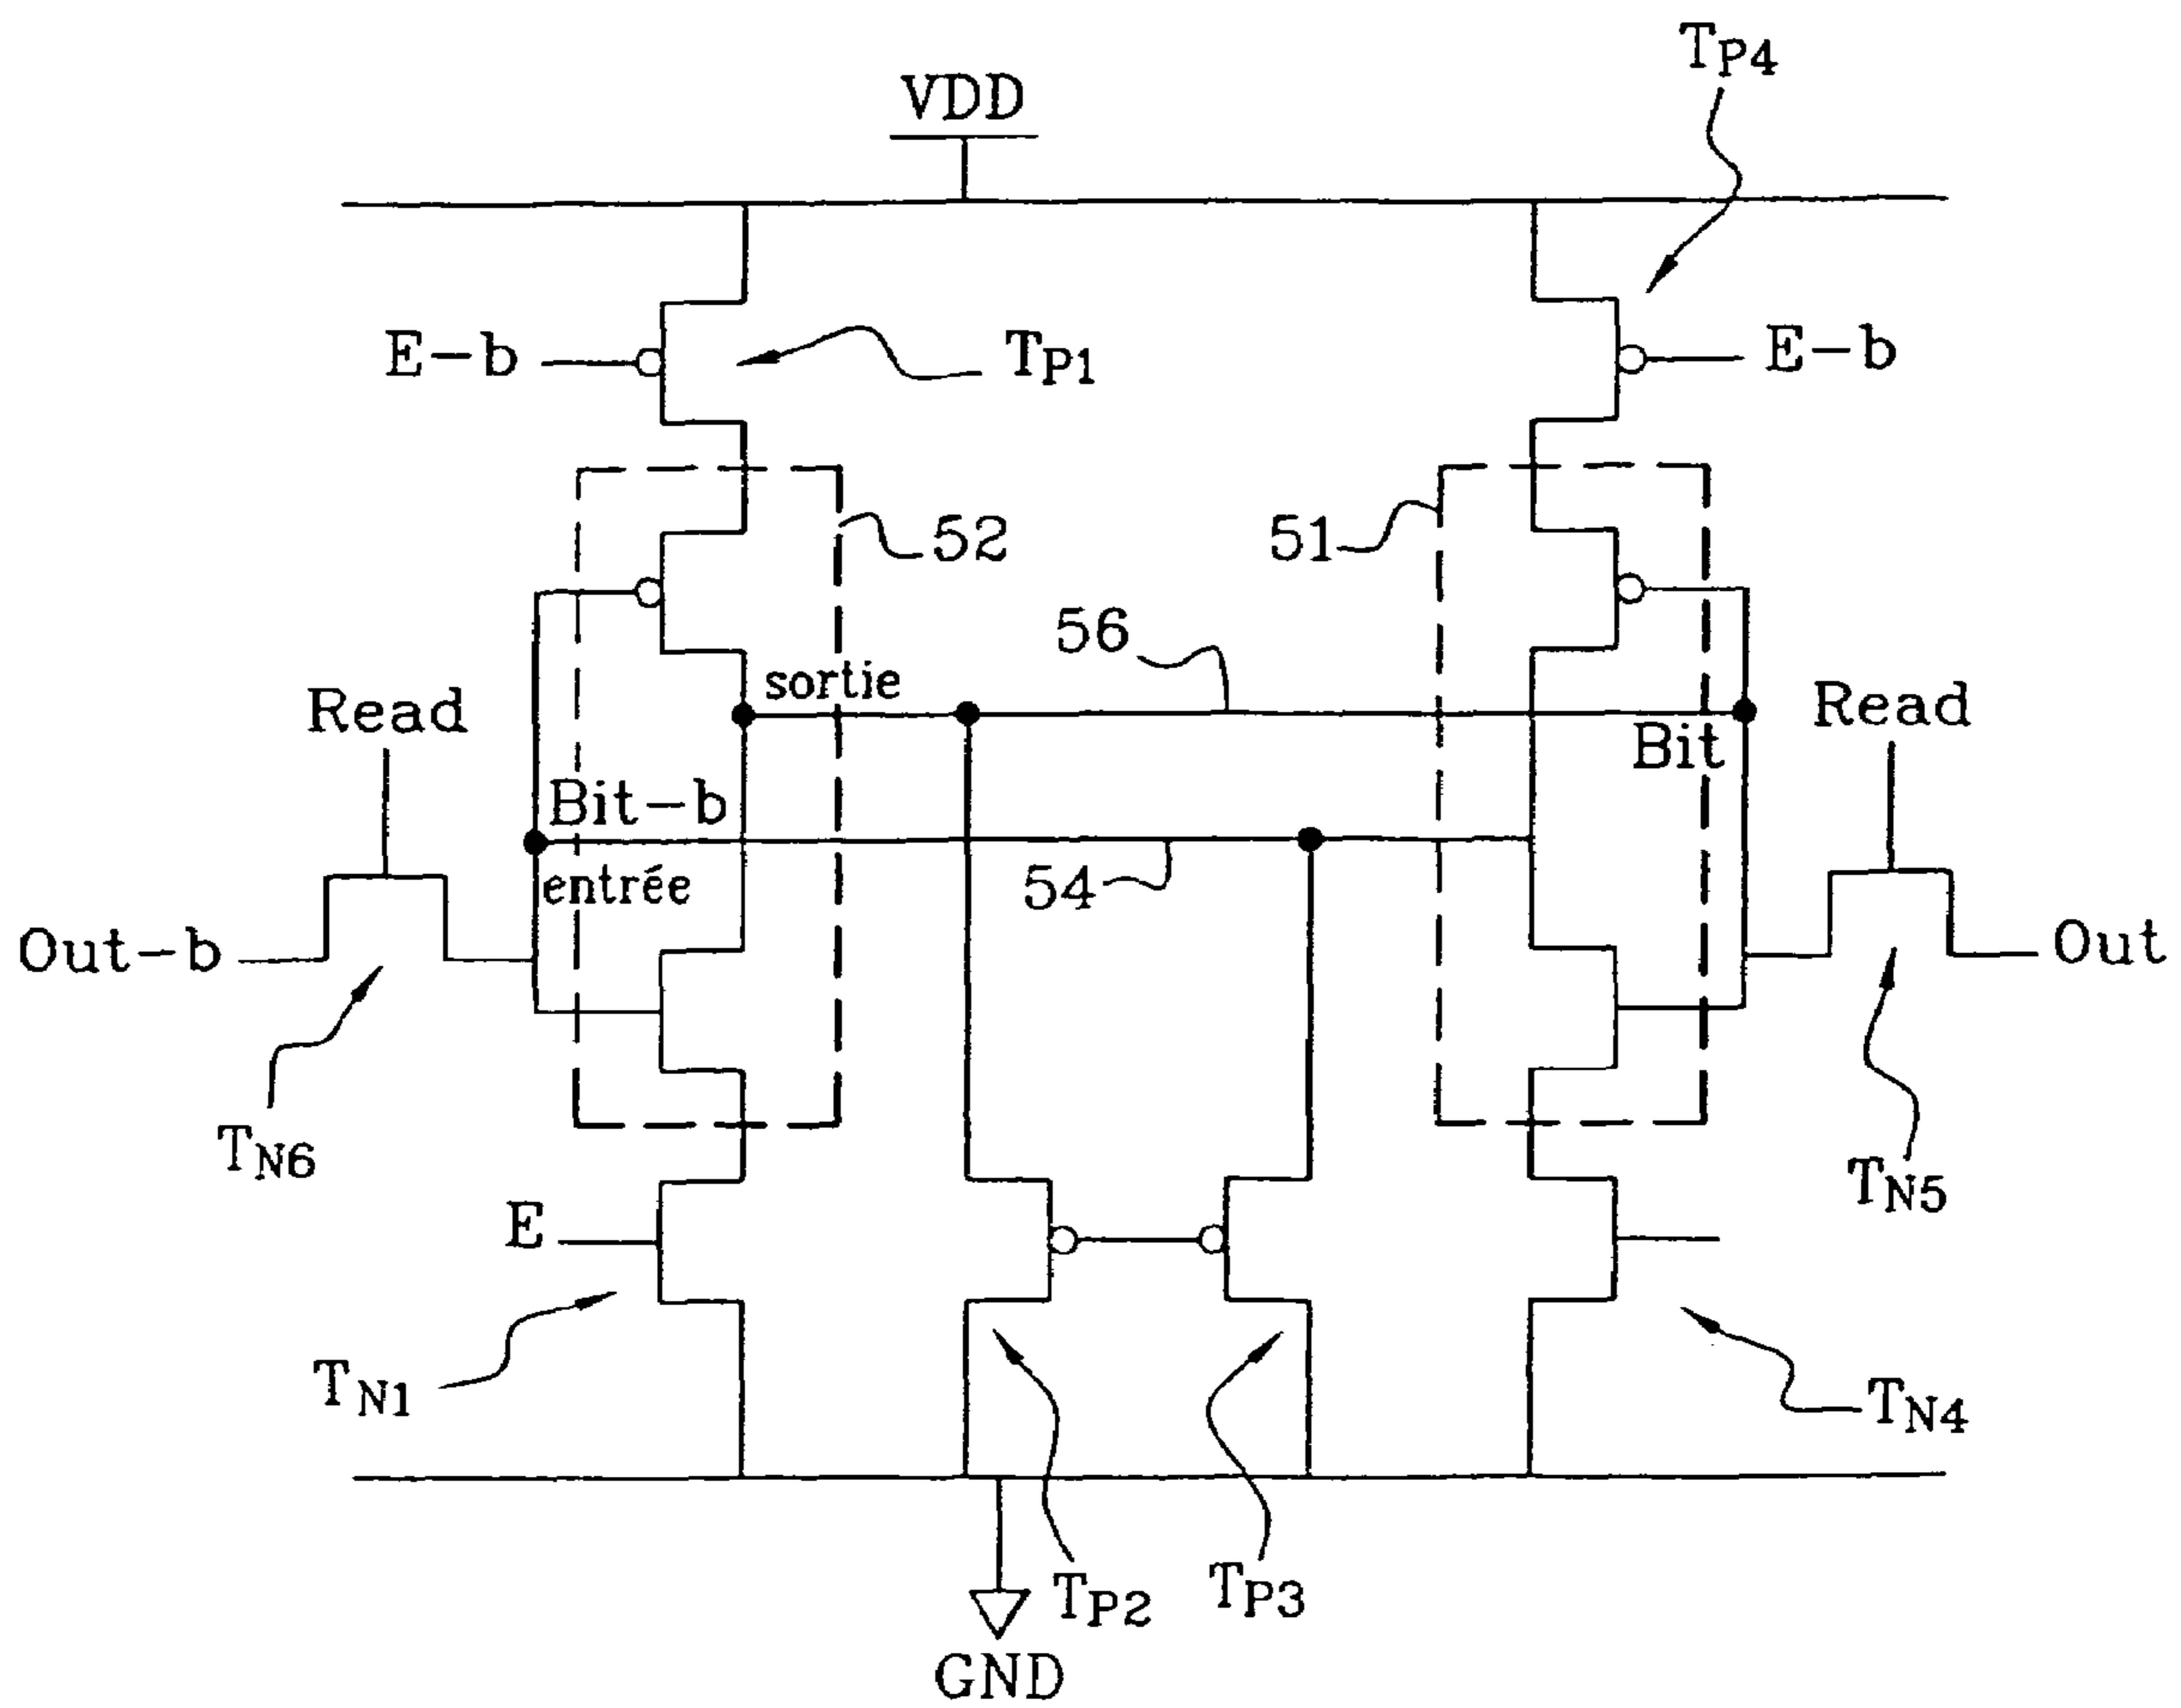 TP4
VDD
E-b
TP1
E-b
52
51
56
sortie
Read
Read
Bit
Bit-b
54
entrée
Out-b
Out
TN6
TN5
E
TN1
TN4
TP2
TP3
GND